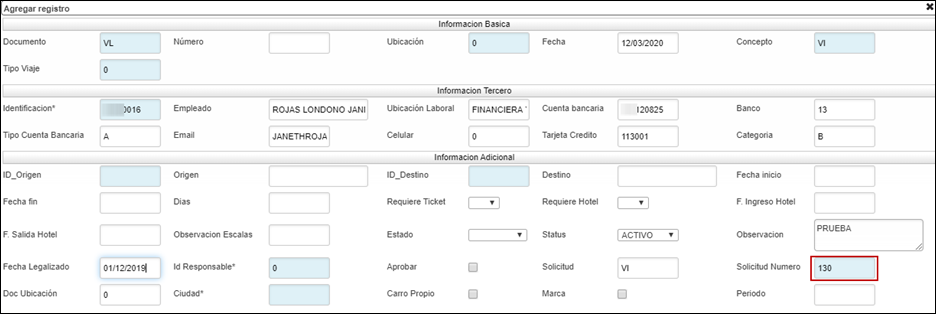 Agregar registro
Informacion Basica
Documento VL Número Ubicación 0 Fecha 12/03/2020 Concepto VI
Tipo Viaje 0
Informacion Tercero
Identificacion* 0016 Empleado ROJAS LONDONO JANI Ubicación Laboral FINANCIERA Cuenta bancaria 120825 Banco 13
Tipo Cuenta Bancaria A Email JANETHROJA Celular 0 Tarjeta Credito 113001 Categoria B
Informacion Adicional
ID_Origen Origen ID_Destino Destino Fecha inicio
Fecha fin Dias Requiere Ticket Requiere Hotel F. Ingreso Hotel
F. Salida Hotel Observacion Escalas Estado Status ACTIVO Observacion PRUEBA
Fecha Legalizado 01/12/2019 Id Responsable* 0 Aprobar Solicitud VI Solicitud Numero 130
Doc Ubicación 0 Ciudad* Carro Propio Marca Periodo